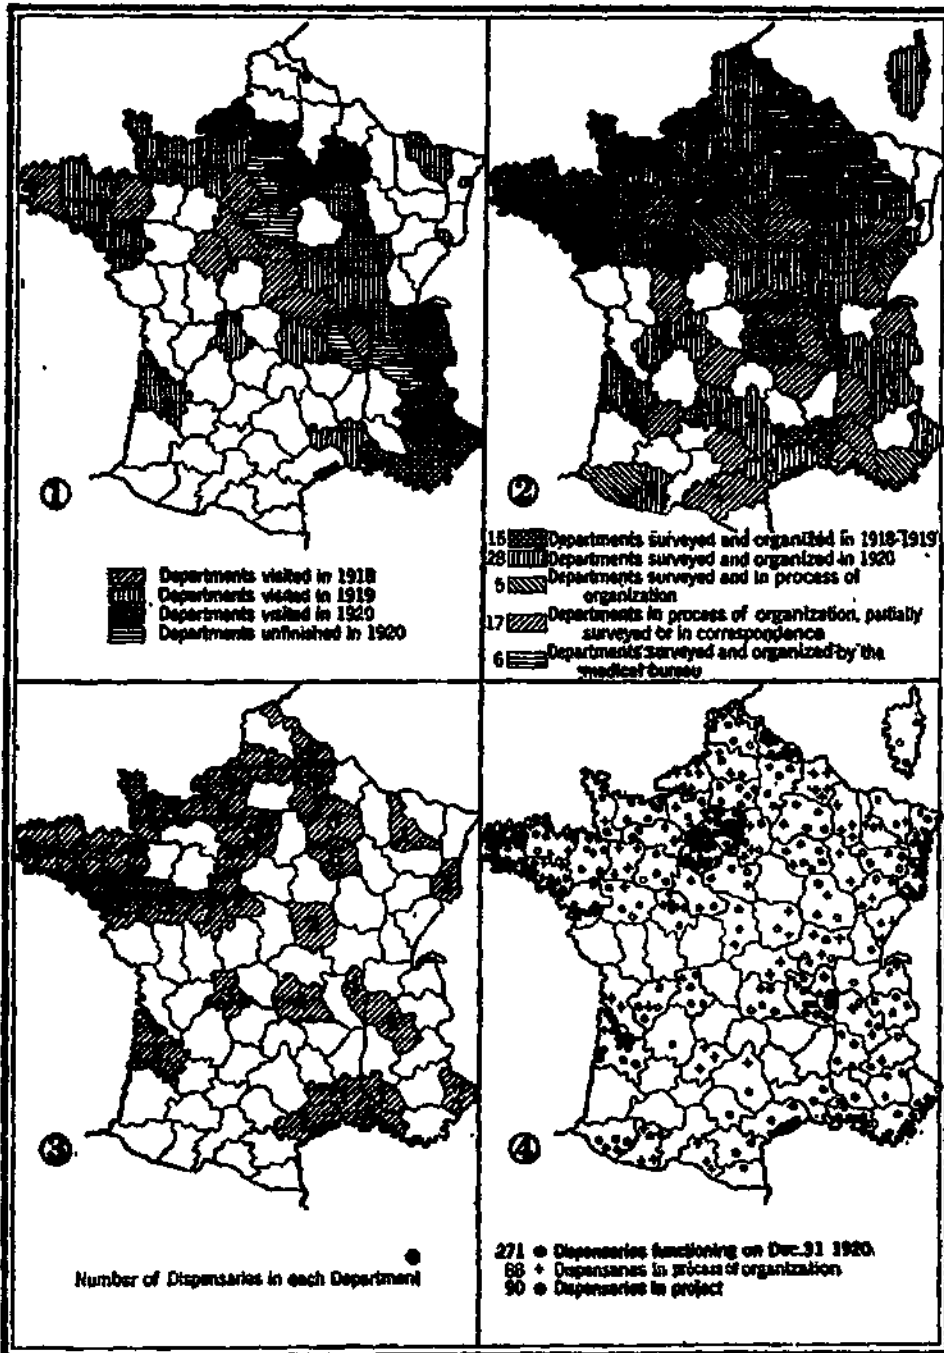 ①
Departments visited in 1918
Departments visited in 1919
Departments visited in 1920
Departments unfinished in 1920
②
15 Departments surveyed and organized in 1918-1919
28 Departments surveyed and organized in 1920
5 Departments surveyed and in process of
organization
17 Departments in process of organization, partially
surveyed or in correspondence
6 Departments surveyed and organized by the
medical bureau
③
Number of Dispensaries in each Department
④
271 Dispensaries functioning on Dec. 31 1920.
Dispensaries in process of organization
90 Dispensaries in project